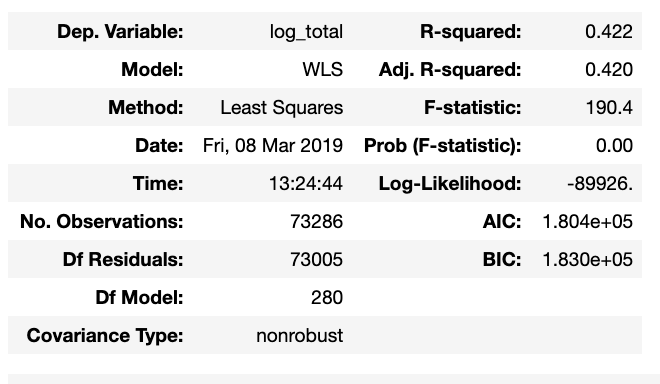 Dep. Variable: log_total R-squared: 0.422
Model: WLS Adj. R-squared: 0.420
Method: Least Squares F-statistic: 190.4
Date: Fri, 08 Mar 2019 Prob (F-statistic): 0.00
Time: 13:24:44 Log-Likelihood: -89926.
No. Observations: 73286 AIC: 1.804e+05
Df Residuals: 73005 BIC: 1.830e+05
Df Model: 280
Covariance Type: nonrobust